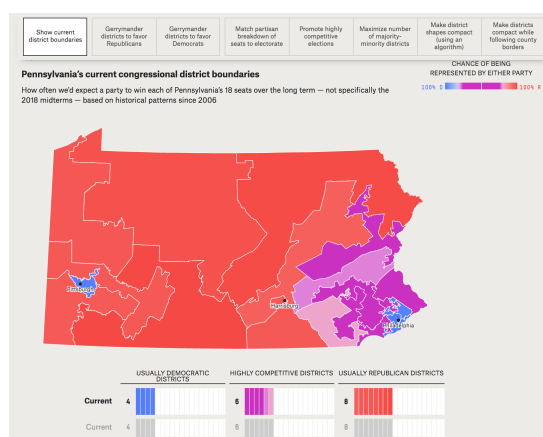 Show current
district boundaries
Gerrymander
districts to favor
Republicans
Gerrymander
districts to favor
Democrats
Match partisan
breakdown of
seats to electorate
Promote highly
competitive
elections
Maximize number
of majority-
minority districts
Make district
shapes compact
(using an
algorithm)
Make districts
compact while
following county
borders
Pennsylvania's current congressional district boundaries
How often we'd expect a party to win each of Pennsylvania's 18 seats over the long term — not specifically the
2018 midterms — based on historical patterns since 2006
CHANCE OF BEING
REPRESENTED BY EITHER PARTY
100% D
100% R
Pittsburgh
Harrisburg
Philadelphia
USUALLY DEMOCRATIC
DISTRICTS
HIGHLY COMPETITIVE DISTRICTS
USUALLY REPUBLICAN DISTRICTS
Current 4 6 8
Current 4 6 8